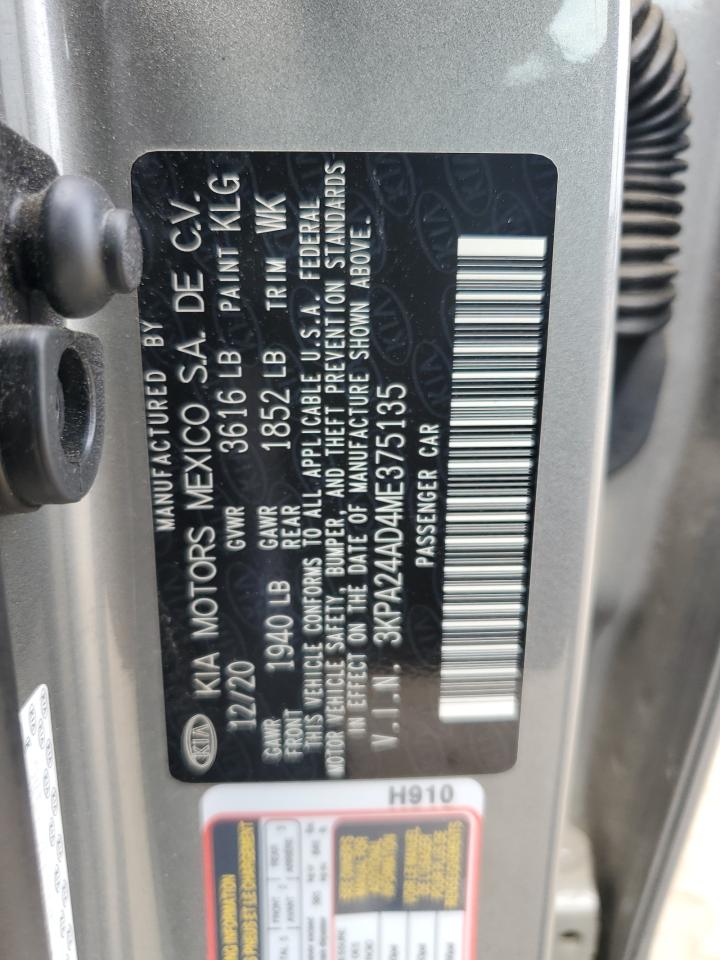 MANUFACTURED BY
KIA KIA MOTORS MEXICO S.A. DE C.V.
12/20 GVWR 3616 LB PAINT KLG
GAWR FRONT 1940 LB GAWR REAR 1852 LB TRIM WK
THIS VEHICLE CONFORMS TO ALL APPLICABLE U.S.A. FEDERAL
MOTOR VEHICLE SAFETY, BUMPER, AND THEFT PREVENTION STANDARDS
IN EFFECT ON THE DATE OF MANUFACTURE SHOWN ABOVE.
V.I.N. 3KPA24AD4ME375135
PASSENGER CAR
H910